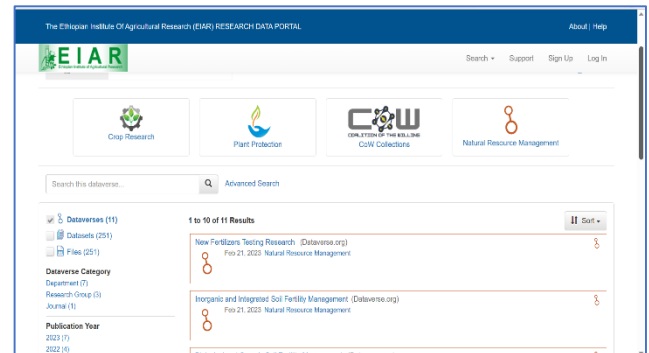 The Ethiopian Institute Of Agricultural Research (EIAR) RESEARCH DATA PORTAL
About | Help
EIAR
Search
Support
Sign Up
Log In
Crop Research
Plant Protection
COW
COALITION OF THE WILLING
CoW Collections
Natural Resource Management
Search this dataverse...
Advanced Search
Dataverses (11)
Datasets (251)
Files (251)
Dataverse Category
Department (7)
Research Group (3)
Journal (1)
Publication Year
2023 (7)
2022 (4)
1 to 10 of 11 Results
Sort
New Fertilizers Testing Research (Dataverse.org)
Feb 21, 2023 Natural Resource Management
Inorganic and Integrated Soil Fertility Management (Dataverse.org)
Feb 21, 2023 Natural Resource Management